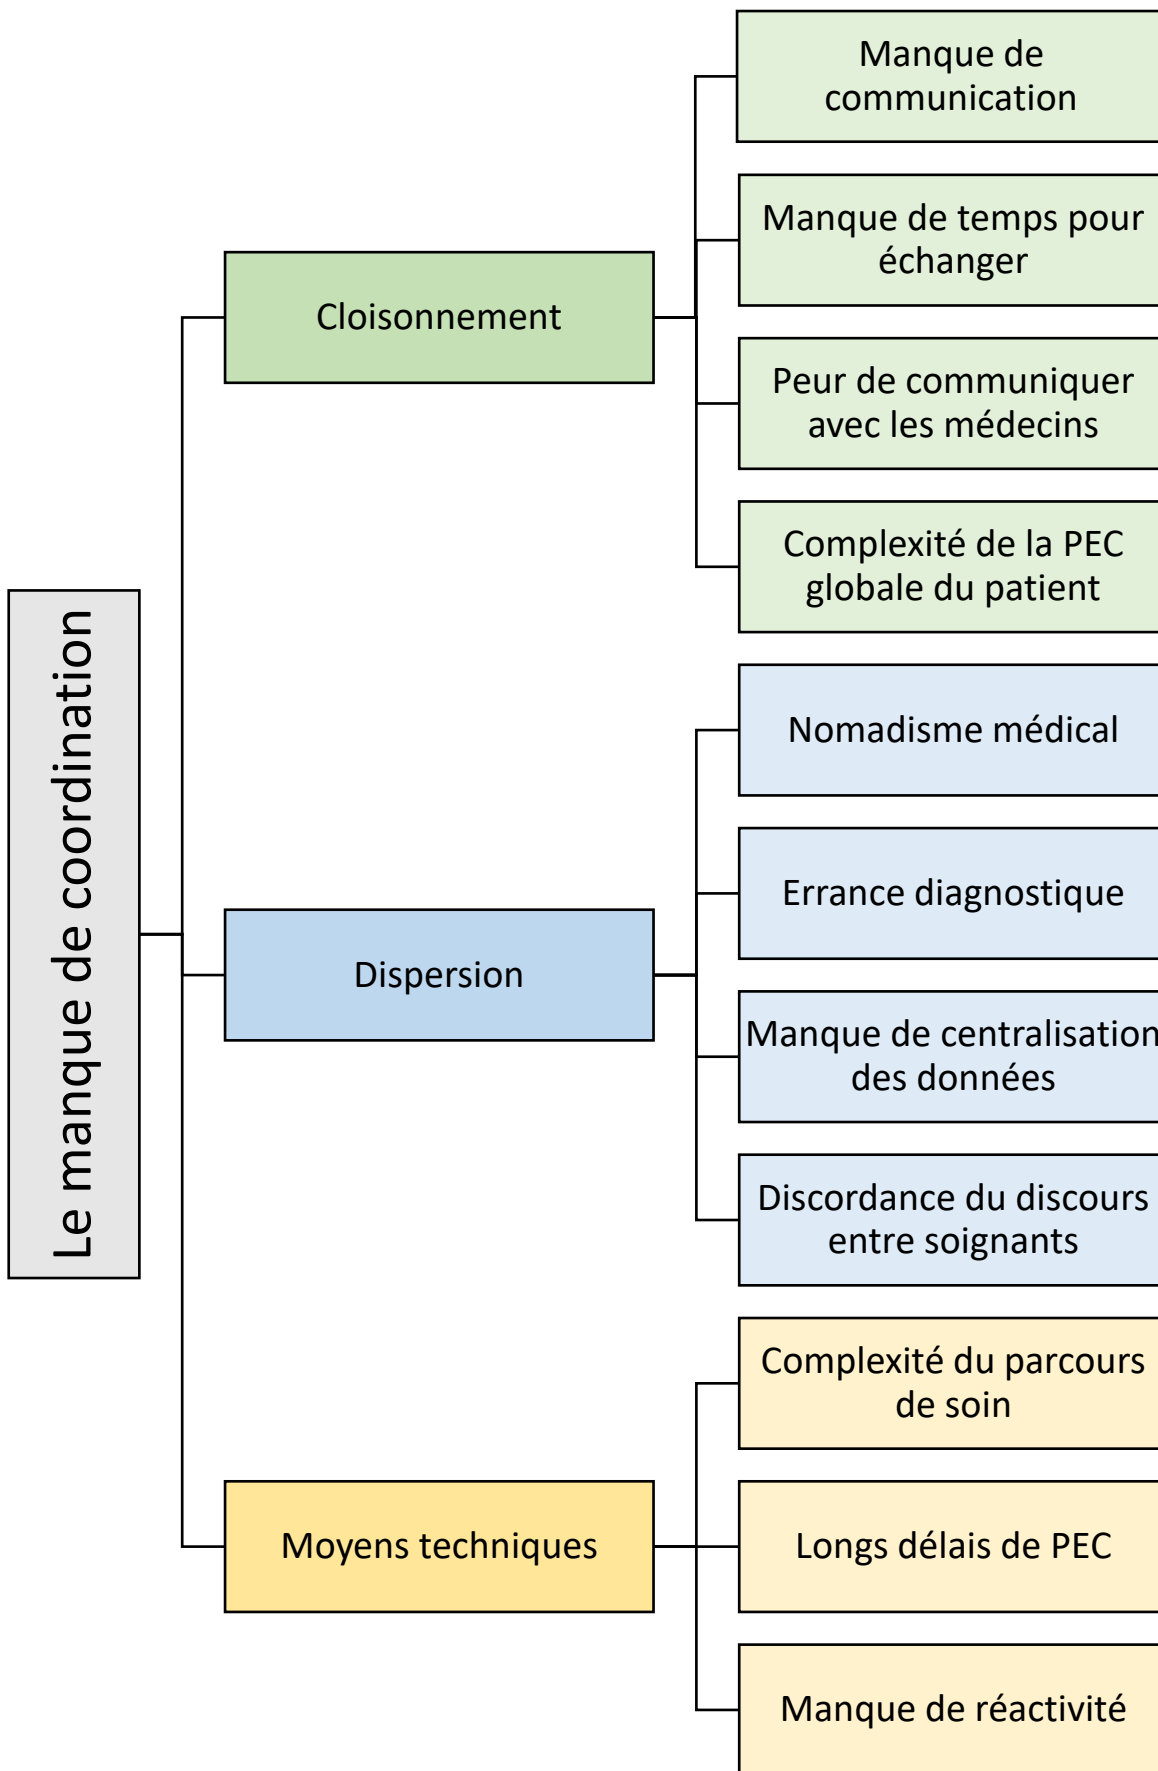 Le manque de coordination
Cloisonnement
Manque de
communication
Manque de temps pour
échanger
Peur de communiquer
avec les médecins
Complexité de la PEC
globale du patient
Dispersion
Nomadisme médical
Errance diagnostique
Manque de centralisation
des données
Discordance du discours
entre soignants
Moyens techniques
Complexité du parcours
de soin
Longs délais de PEC
Manque de réactivité